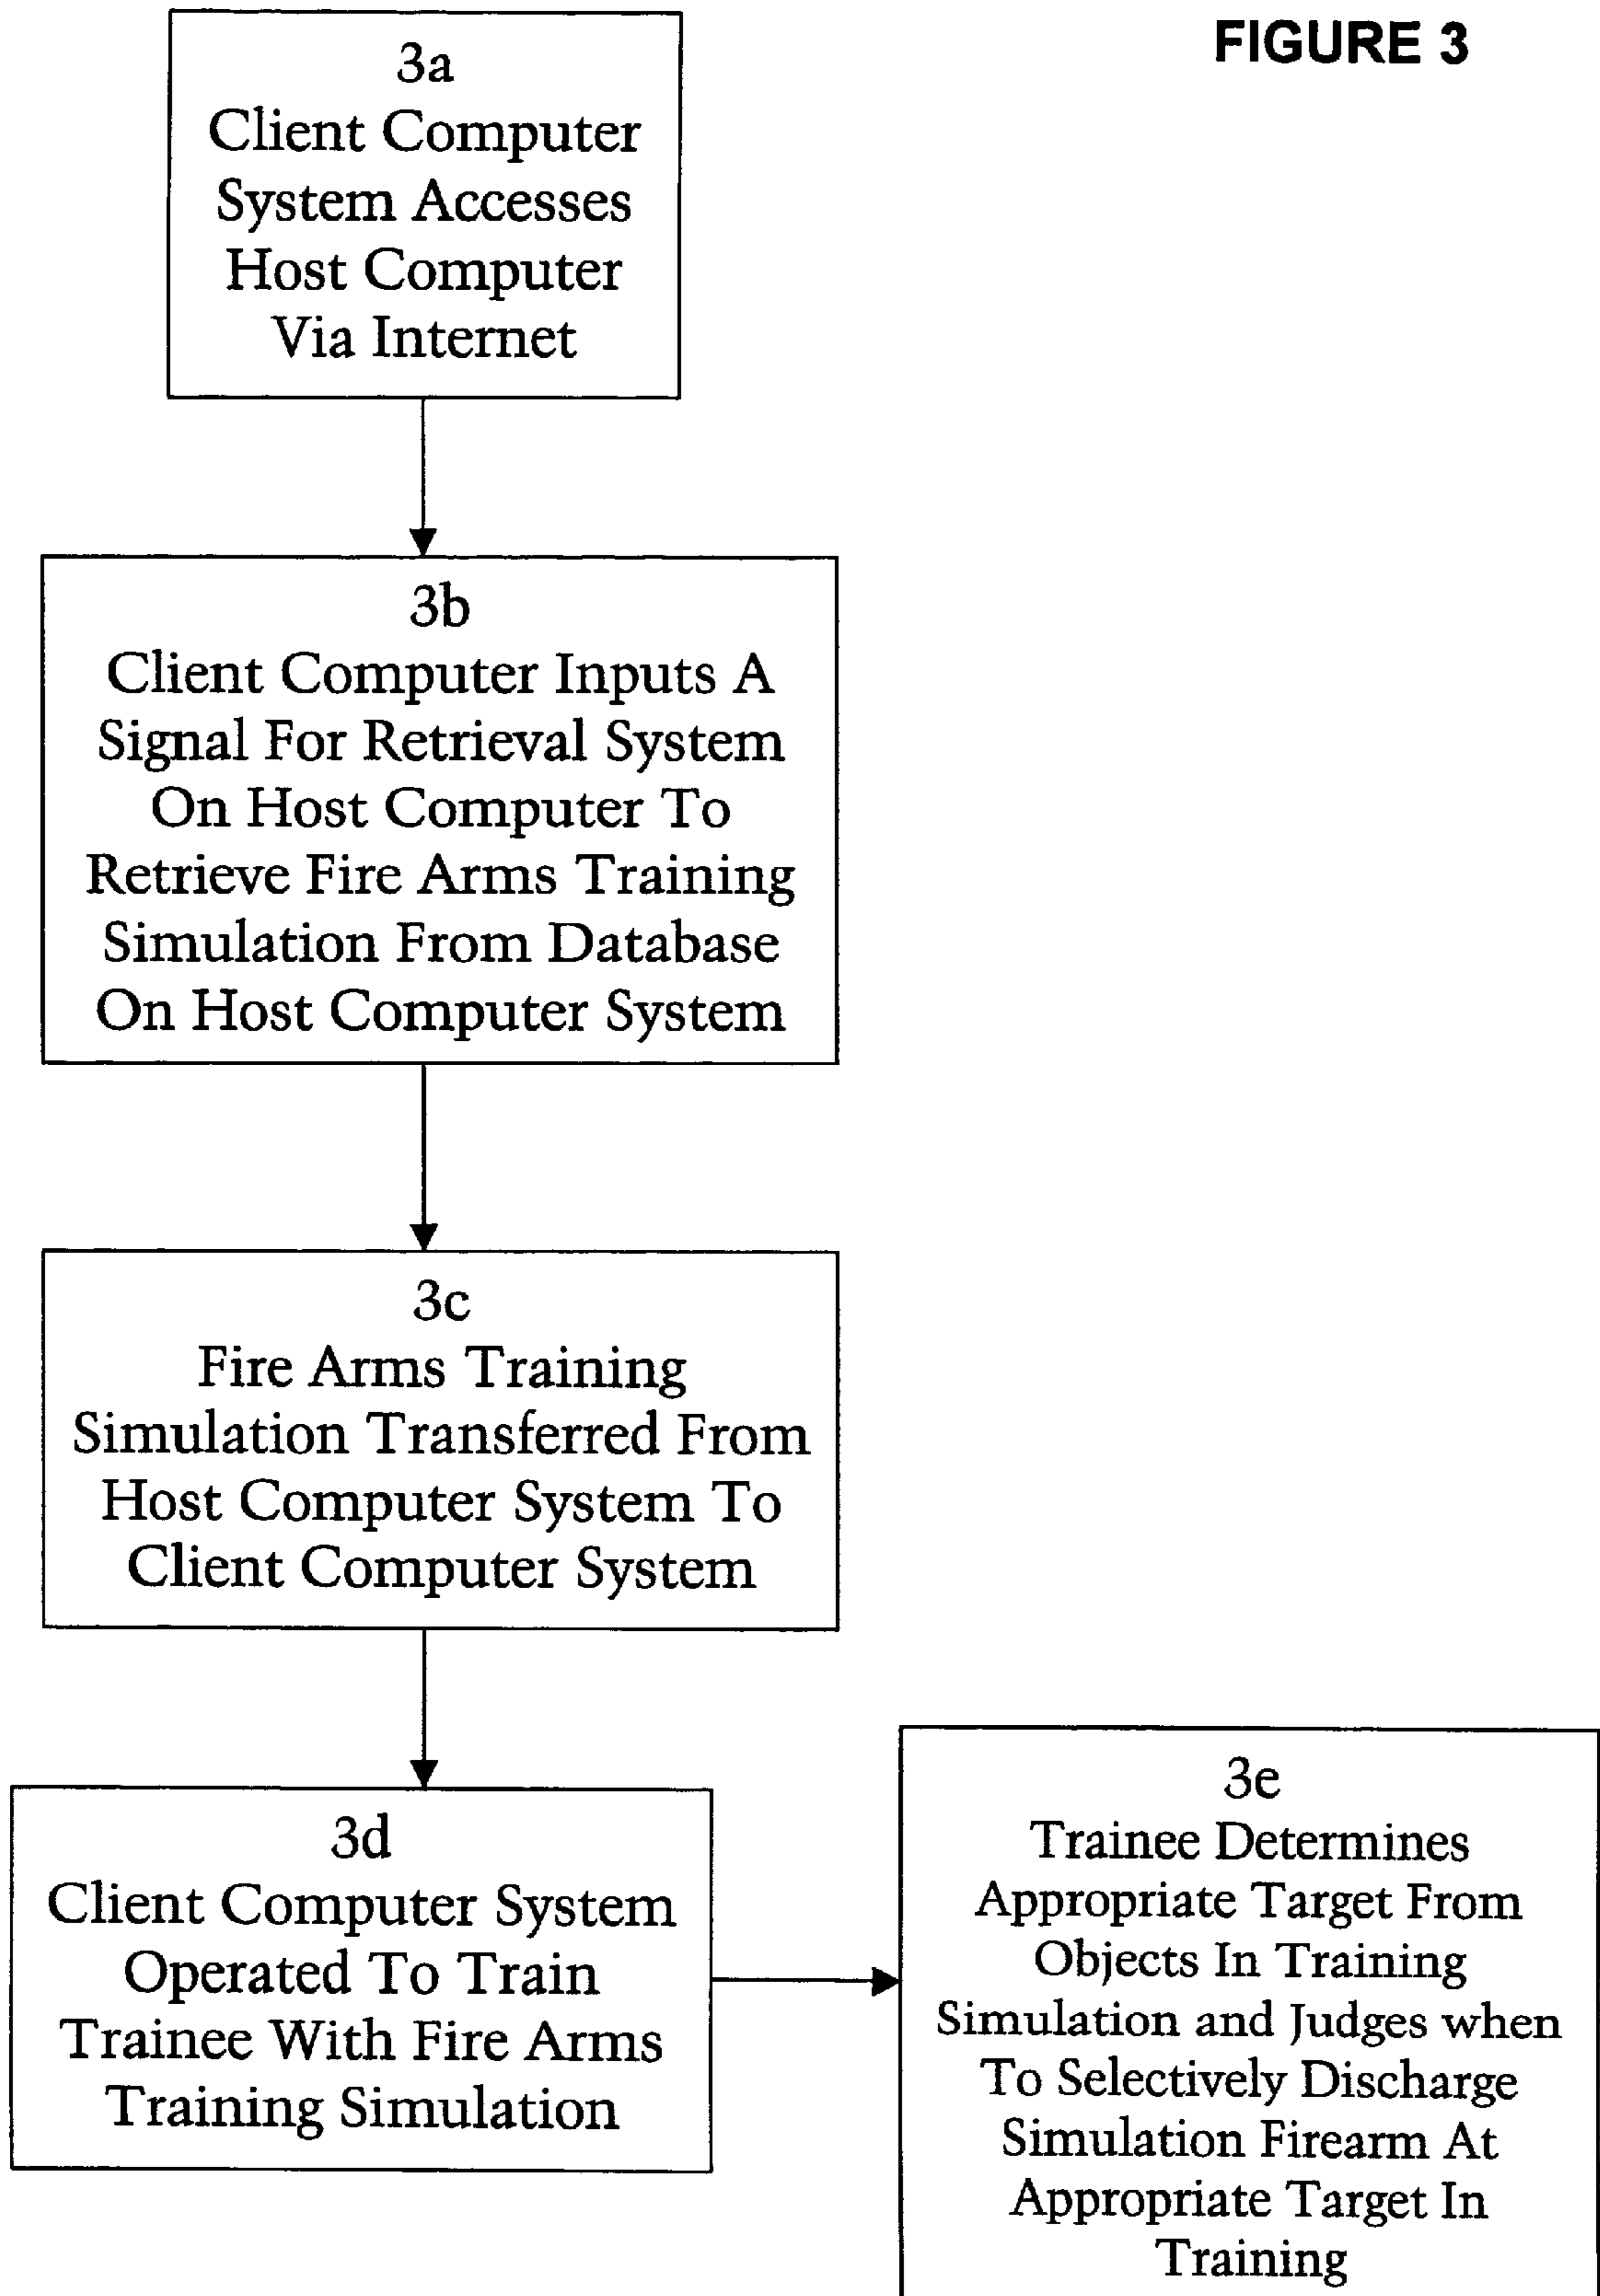 FIGURE 3
3a
Client Computer
System Accesses
Host Computer
Via Internet
3b
Client Computer Inputs A
Signal For Retrieval System
On Host Computer To
Retrieve Fire Arms Training
Simulation From Database
On Host Computer System
3c
Fire Arms Training
Simulation Transferred From
Host Computer System To
Client Computer System
3d
Client Computer System
Operated To Train
Trainee With Fire Arms
Training Simulation
3e
Trainee Determines
Appropriate Target From
Objects In Training
Simulation and Judges when
To Selectively Discharge
Simulation Firearm At
Appropriate Target In
Training